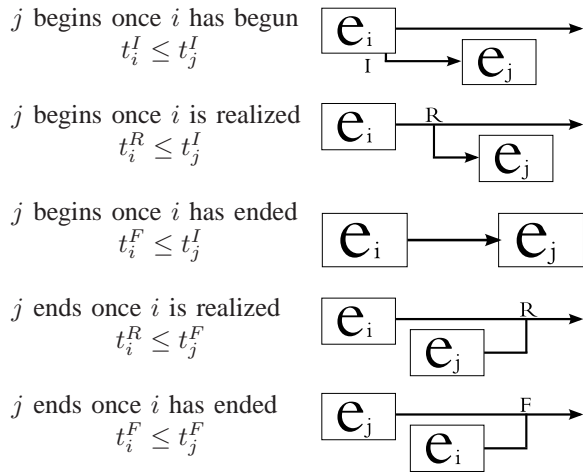 j begins once i has begun
t_i^I ≤ t_j^I
e_i
I
e_j
j begins once i is realized
t_i^R ≤ t_j^I
e_i
R
e_j
j begins once i has ended
t_i^F ≤ t_j^I
e_i
e_j
j ends once i is realized
t_i^R ≤ t_j^F
e_i
R
e_j
j ends once i has ended
t_i^F ≤ t_j^F
e_j
F
e_i